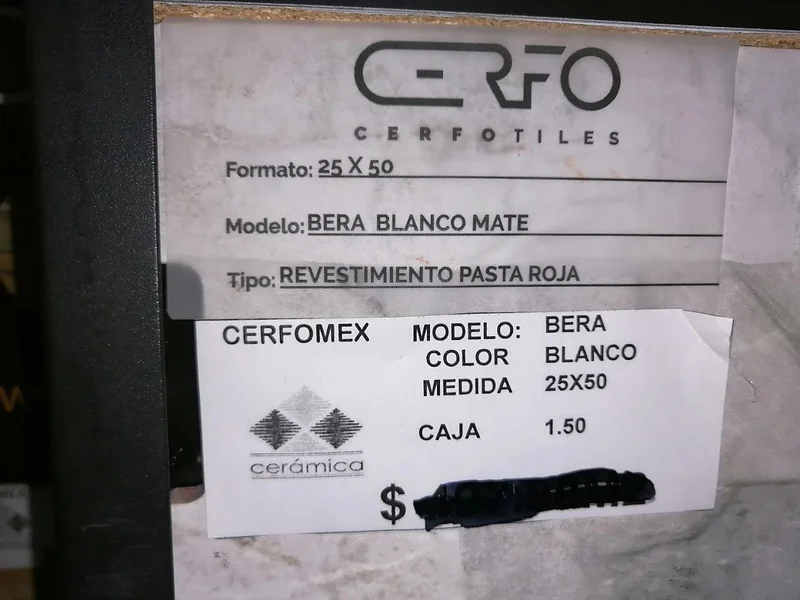 CERFO
CERFOTILES
Formato: 25 X 50
Modelo: BERA BLANCO MATE
Tipo: REVESTIMIENTO PASTA ROJA
CERFOMEX
MODELO: BERA
COLOR BLANCO
MEDIDA 25X50
CAJA 1.50
cerámica
$